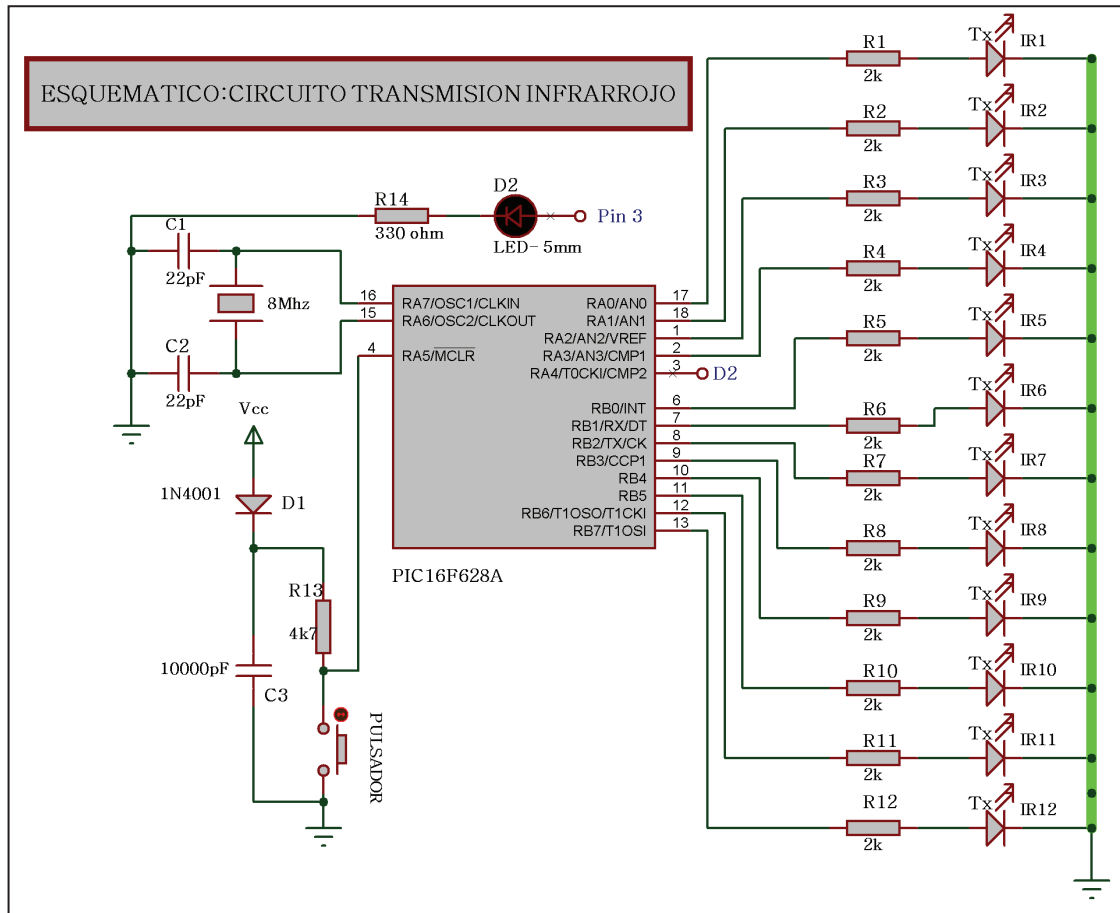 ESQUEMATICO:CIRCUITO TRANSMISION INFRARROJO
R1
2k
Tx
IR1
R2
2k
Tx
IR2
R3
2k
Tx
IR3
R4
2k
Tx
IR4
R5
2k
Tx
IR5
R6
2k
Tx
IR6
R7
2k
Tx
IR7
R8
2k
Tx
IR8
R9
2k
Tx
IR9
R10
2k
Tx
IR10
R11
2k
Tx
IR11
R12
2k
Tx
IR12
R14
330 ohm
D2
LED-5mm
Pin 3
C1
22pF
8Mhz
C2
22pF
16 RA7/OSC1/CLKIN
15 RA6/OSC2/CLKOUT
4 RA5/MCLR
RA0/AN0 17
RA1/AN1 18
RA2/AN2/VREF 1
RA3/AN3/CMP1 2
RA4/T0CKI/CMP2 3
D2
RB0/INT 6
RB1/RX/DT 7
RB2/TX/CK 8
RB3/CCP1 9
RB4 10
RB5 11
RB6/T1OSO/T1CKI 12
RB7/T1OSI 13
PIC16F628A
Vcc
1N4001
D1
R13
4k7
10000pF
C3
PULSADOR